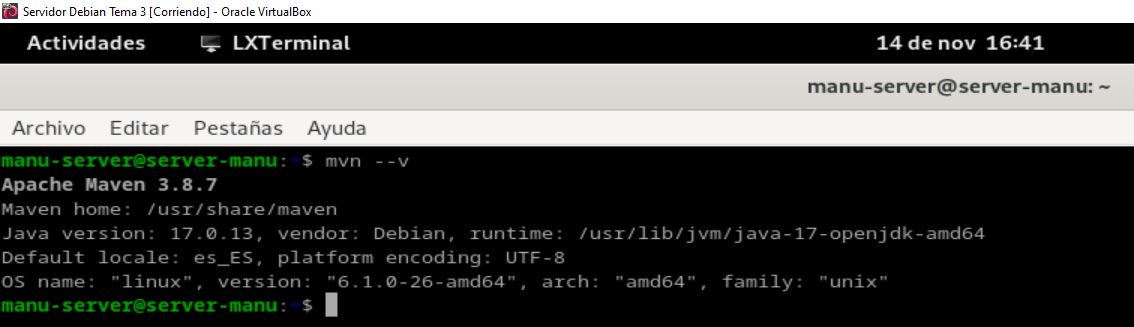 Servidor Debian Tema 3 [Corriendo] - Oracle VirtualBox
Actividades LXTerminal 14 de nov 16:41
manu-server@server-manu: ~
Archivo Editar Pestañas Ayuda
manu-server@server-manu:~$ mvn --v
Apache Maven 3.8.7
Maven home: /usr/share/maven
Java version: 17.0.13, vendor: Debian, runtime: /usr/lib/jvm/java-17-openjdk-amd64
Default locale: es_ES, platform encoding: UTF-8
OS name: "linux", version: "6.1.0-26-amd64", arch: "amd64", family: "unix"
manu-server@server-manu:~$